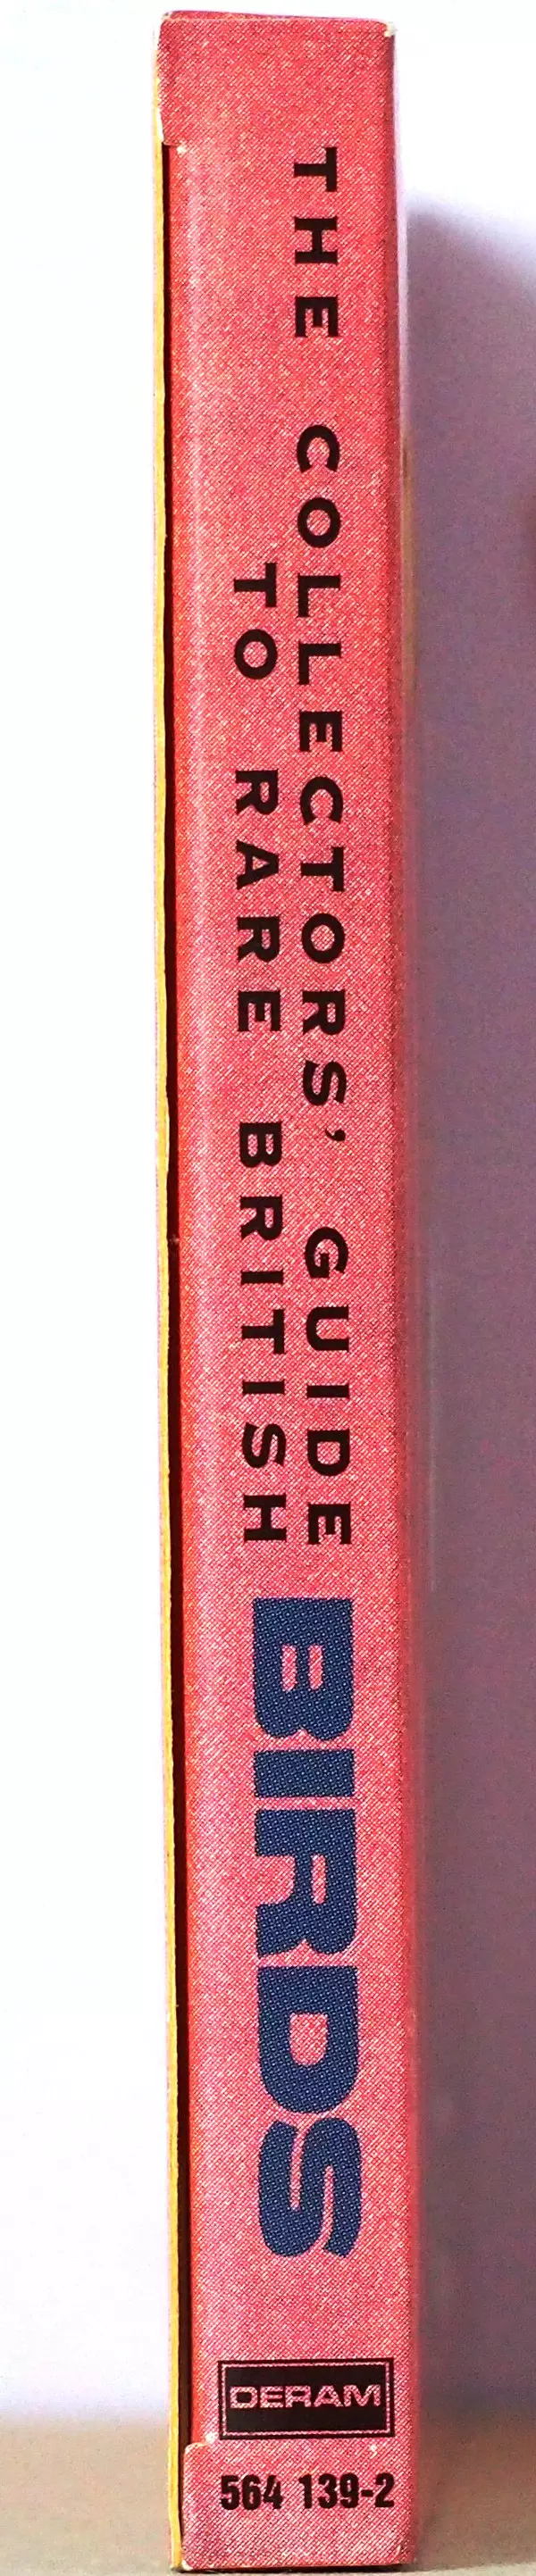 THE COLLECTORS' GUIDE
TO RARE BRITISH
BIRDS
DERAM
564 139-2